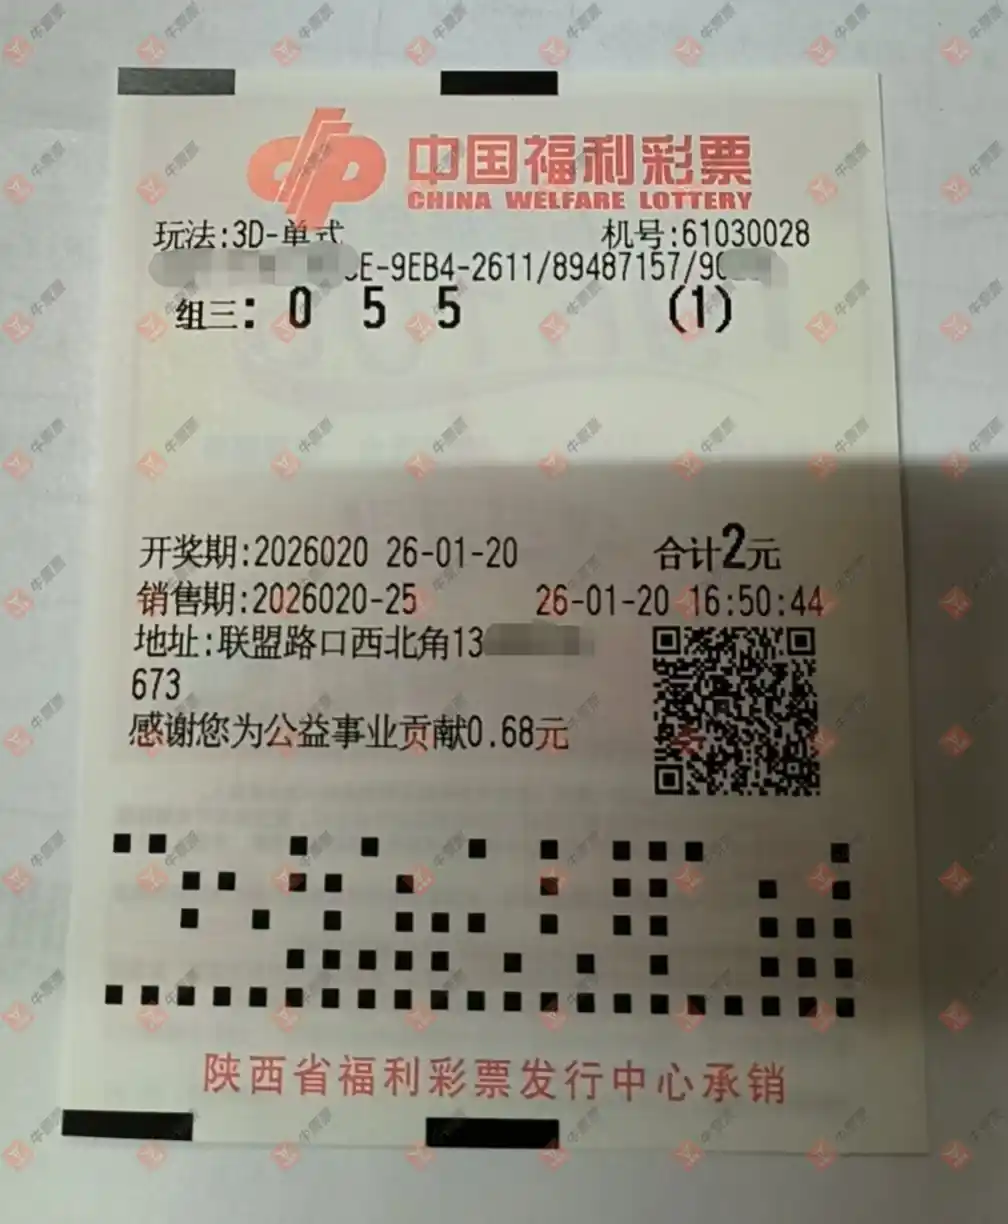 中国福利彩票
CHINA WELFARE LOTTERY
玩法:3D-单式 机号:61030028
E-9EB4-2611/89487157/90
组三: 0 5 5 (1)
开奖期:2026020 26-01-20 合计2元
销售期:2026020-25 26-01-20 16:50:44
地址:联盟路口西北角13
673
感谢您为公益事业贡献0.68元
陕西省福利彩票发行中心承销